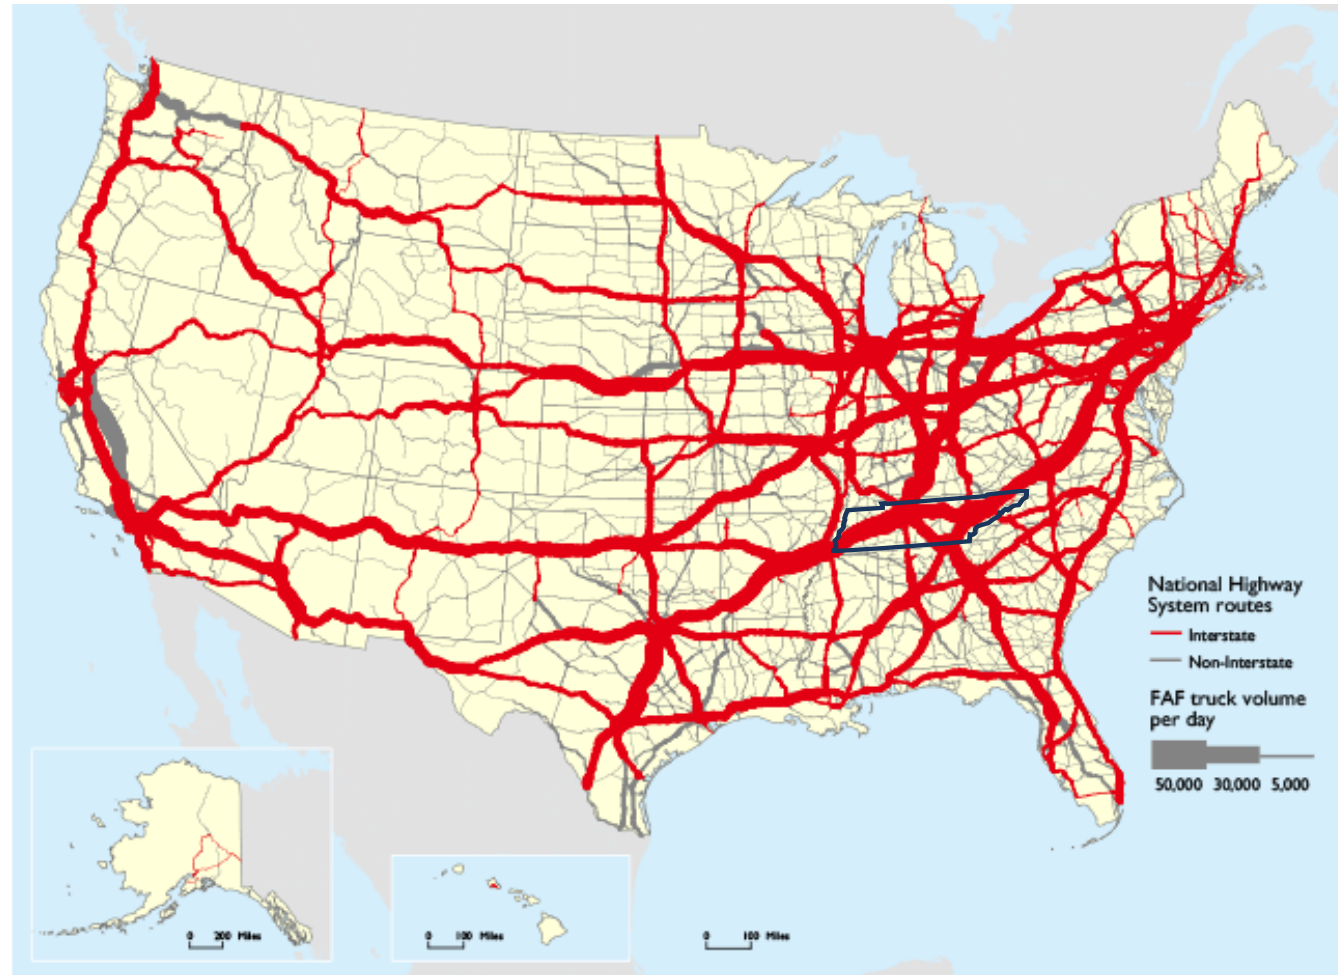 National Highway
System routes
Interstate
Non-Interstate
FAF truck volume
per day
50,000 30,000 5,000
0 200 Miles
0 100 Miles
0 100 Miles